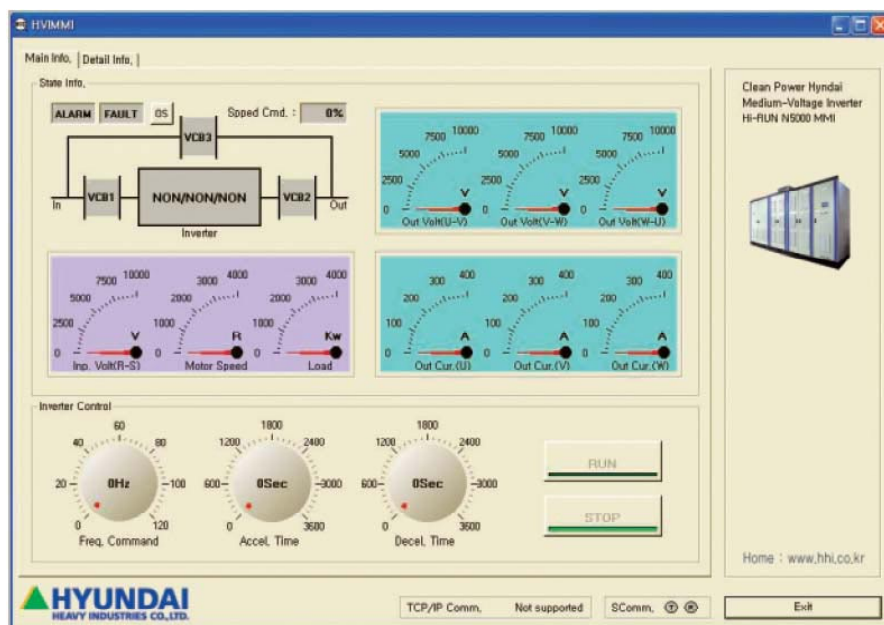 HVIMMI
Main Info. Detail Info.
State Info.
ALARM FAULT OS Spped Cmd. : 0%
VCB3
In VCB1 NON/NON/NON VCB2 Out
Inverter
0 2500 5000 7500 10000 V
Out Volt(U-V)
0 2500 5000 7500 10000 V
Out Volt(V-W)
0 2500 5000 7500 10000 V
Out Volt(W-U)
0 2500 5000 7500 10000 V
Inp. Volt(R-S)
0 1000 2000 3000 4000 R
Motor Speed
0 1000 2000 3000 4000 Kw
Load
0 100 200 300 400 A
Out Cur.(U)
0 100 200 300 400 A
Out Cur.(V)
0 100 200 300 400 A
Out Cur.(W)
Inverter Control
0 20 40 60 80 100 120
0Hz
Freq. Command
0 600 1200 1800 2400 3000 3600
0Sec
Accel. Time
0 600 1200 1800 2400 3000 3600
0Sec
Decel. Time
RUN
STOP
Clean Power Hyndai
Medium-Voltage Inverter
Hi-RUN N5000 MMI
Home : www.hhi.co.kr
HYUNDAI
HEAVY INDUSTRIES CO.,LTD.
TCP/IP Comm. Not supported
SComm. T R
Exit